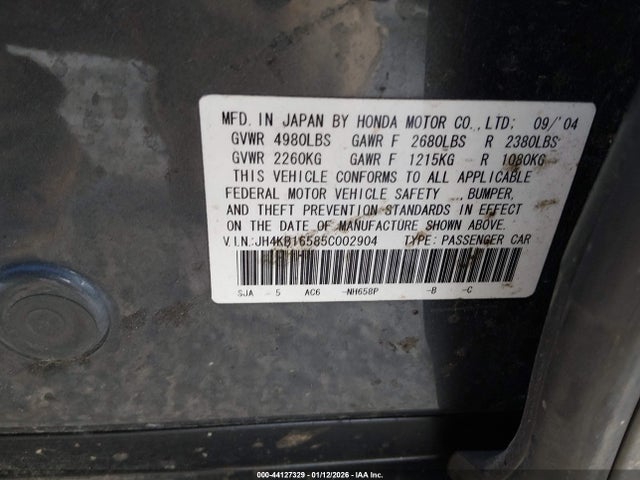 MFD. IN JAPAN BY HONDA MOTOR CO.,LTD; 09/'04
GVWR 4980LBS GAWR F 2680LBS R 2380LBS
GVWR 2260KG GAWR F 1215KG R 1080KG
THIS VEHICLE CONFORMS TO ALL APPLICABLE
FEDERAL MOTOR VEHICLE SAFETY ,,, BUMPER,
AND THEFT PREVENTION STANDARDS IN EFFECT
ON THE DATE OF MANUFACTURE SHOWN ABOVE.
VIN:JH4KB16585C002904 TYPE: PASSENGER CAR
SJA - 5 AC6 -NH658P -B -C
000-44127329 - 01/12/2026 - IAA Inc.